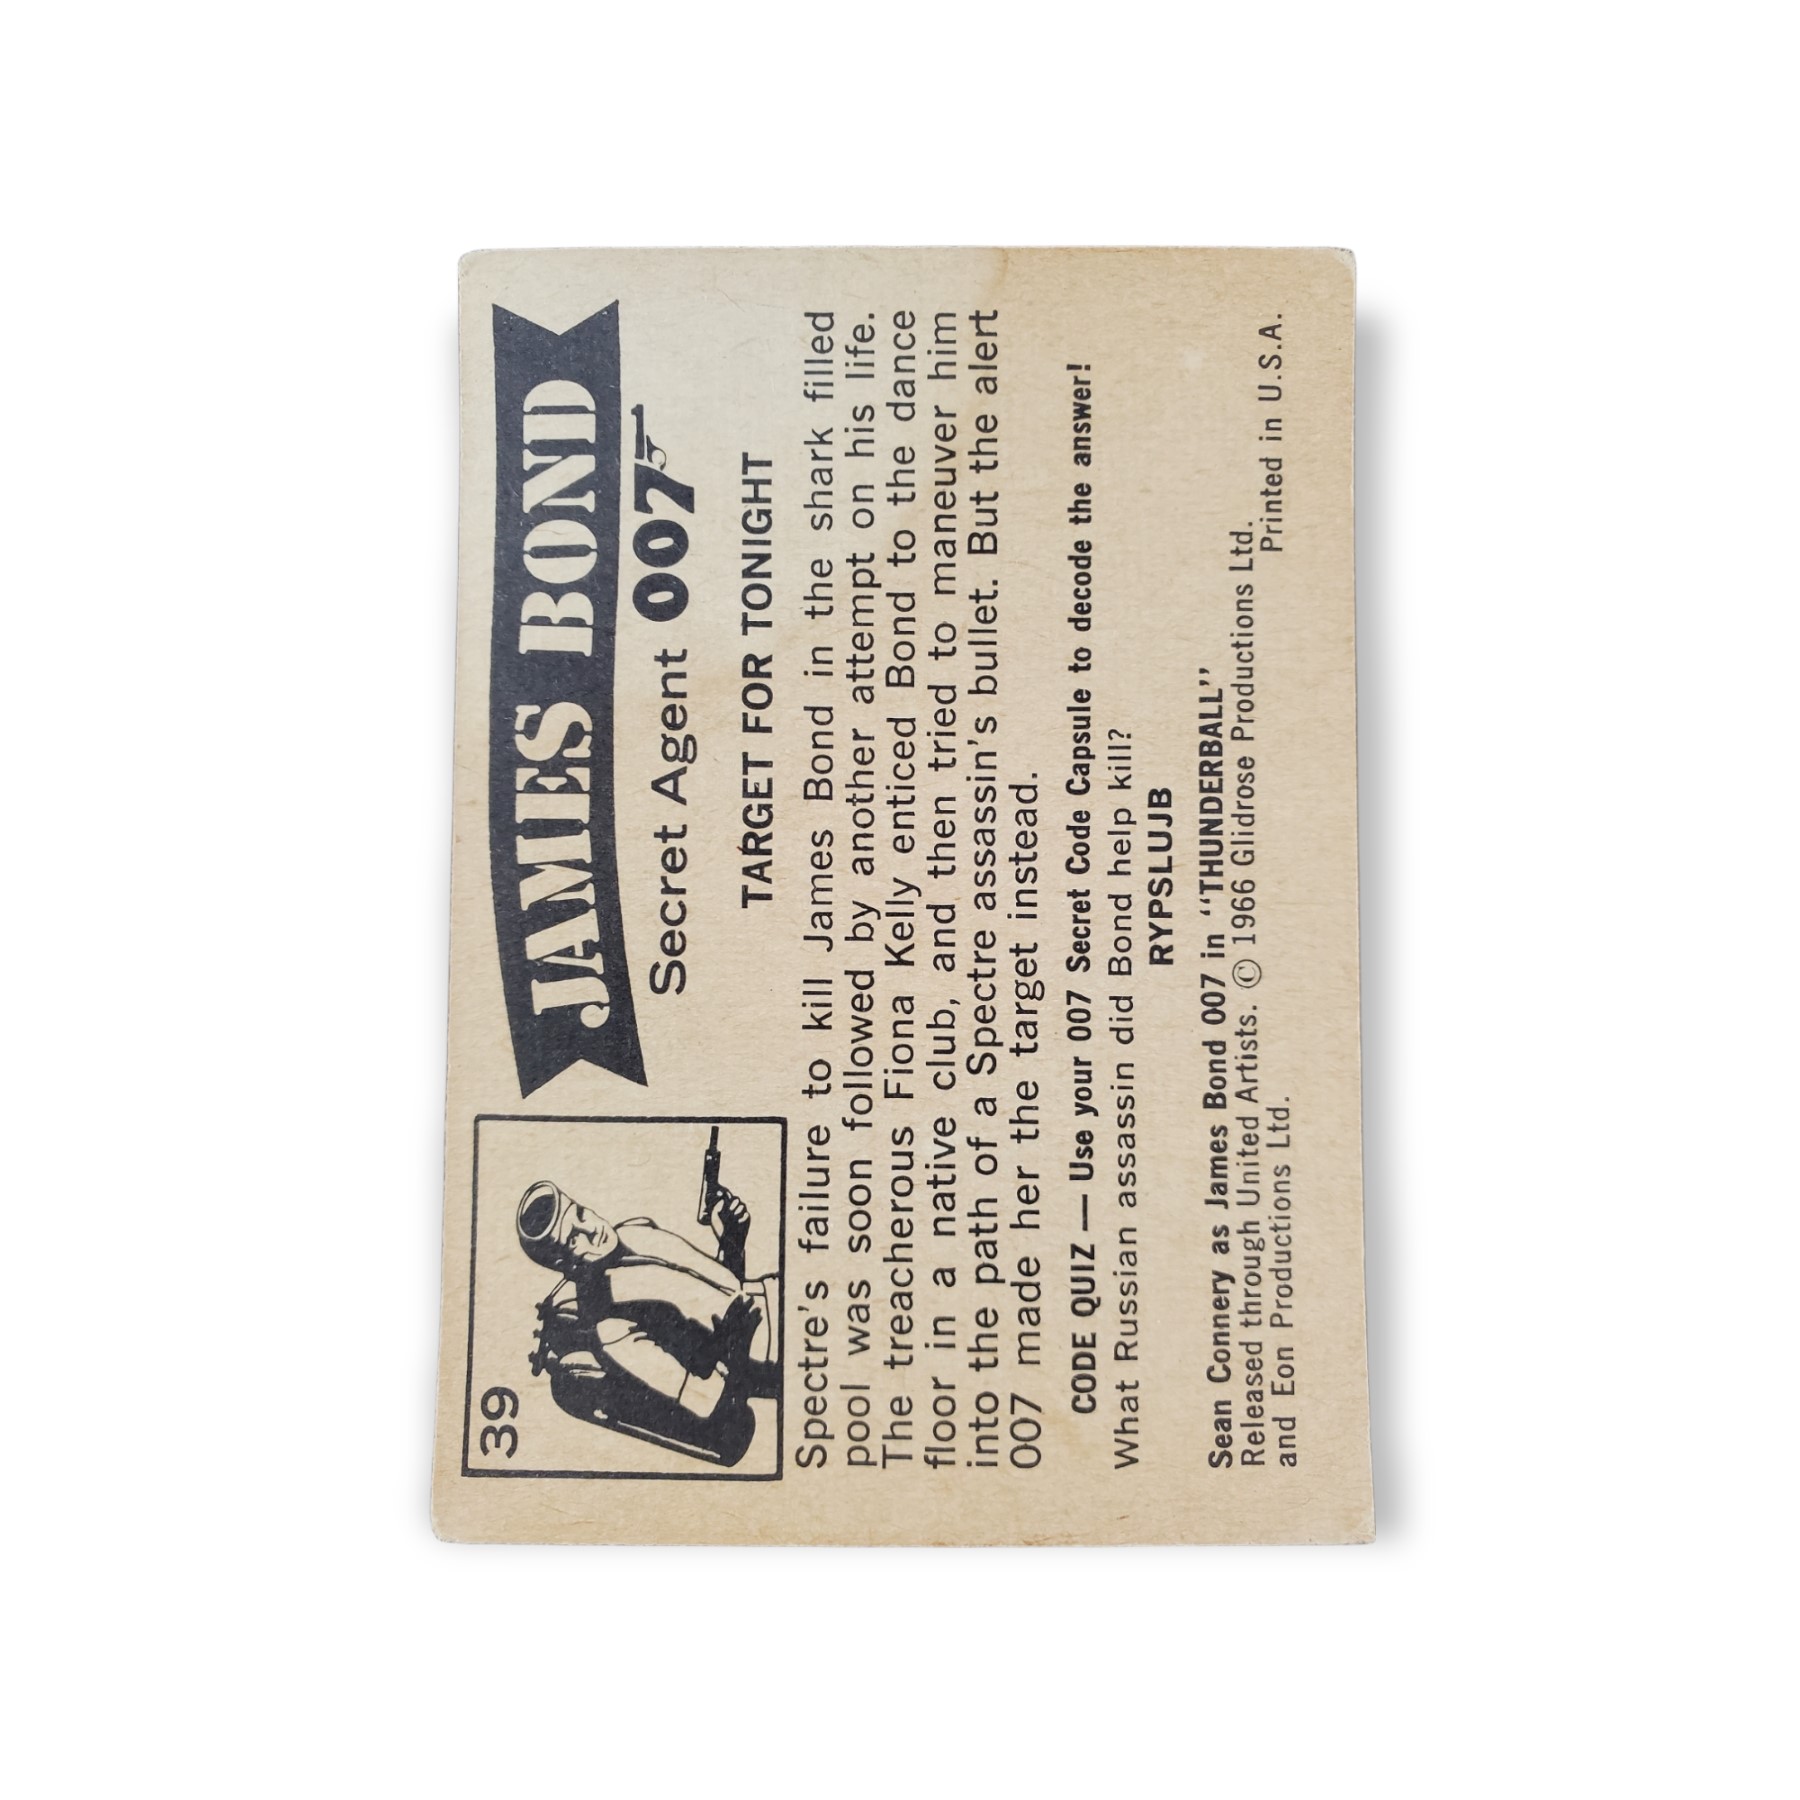 39
JAMES BOND
Secret Agent 007
TARGET FOR TONIGHT
Spectre's failure to kill James Bond in the shark filled
pool was soon followed by another attempt on his life.
The treacherous Fiona Kelly enticed Bond to the dance
floor in a native club, and then tried to maneuver him
into the path of a Spectre assassin's bullet. But the alert
007 made her the target instead.
CODE QUIZ — Use your 007 Secret Code Capsule to decode the answer!
What Russian assassin did Bond help kill?
RYPSLUJB
Sean Connery as James Bond 007 in "THUNDERBALL"
Released through United Artists. © 1966 Glidrose Productions Ltd.
and Eon Productions Ltd. Printed in U.S.A.